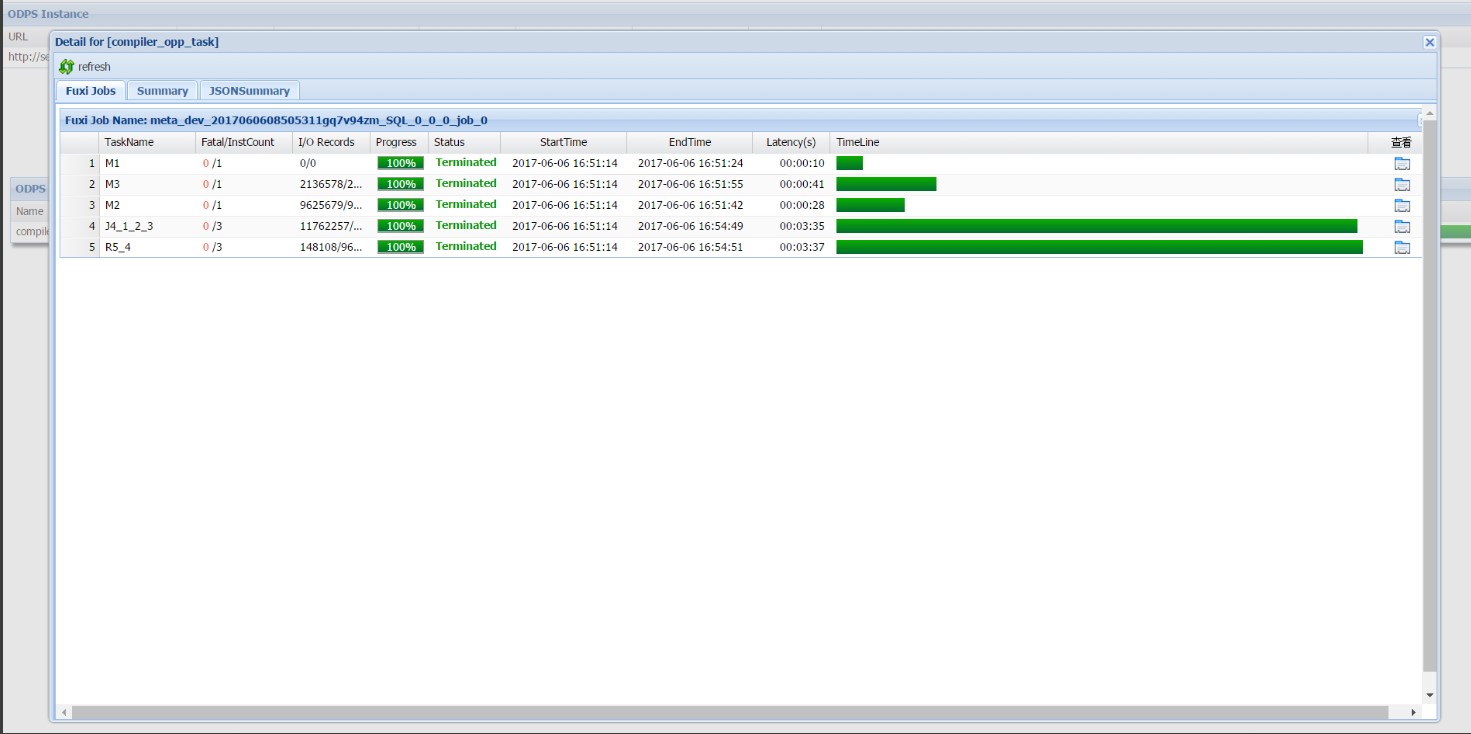 ODPS Instance
URL
http://se
Detail for [compiler_opp_task]
refresh
Fuxi Jobs Summary JSONSummary
Fuxi Job Name: meta_dev_2017060608505311gq7v94zm_SQL_0_0_0_job_0
TaskName Fatal/InstCount I/O Records Progress Status StartTime EndTime Latency(s) TimeLine 查看
1 M1 0 /1 0/0 100% Terminated 2017-06-06 16:51:14 2017-06-06 16:51:24 00:00:10
2 M3 0 /1 2136578/2... 100% Terminated 2017-06-06 16:51:14 2017-06-06 16:51:55 00:00:41
3 M2 0 /1 9625679/9... 100% Terminated 2017-06-06 16:51:14 2017-06-06 16:51:42 00:00:28
4 J4_1_2_3 0 /3 11762257/... 100% Terminated 2017-06-06 16:51:14 2017-06-06 16:54:49 00:03:35
5 R5_4 0 /3 148108/96... 100% Terminated 2017-06-06 16:51:14 2017-06-06 16:54:51 00:03:37
ODPS
Name
compile